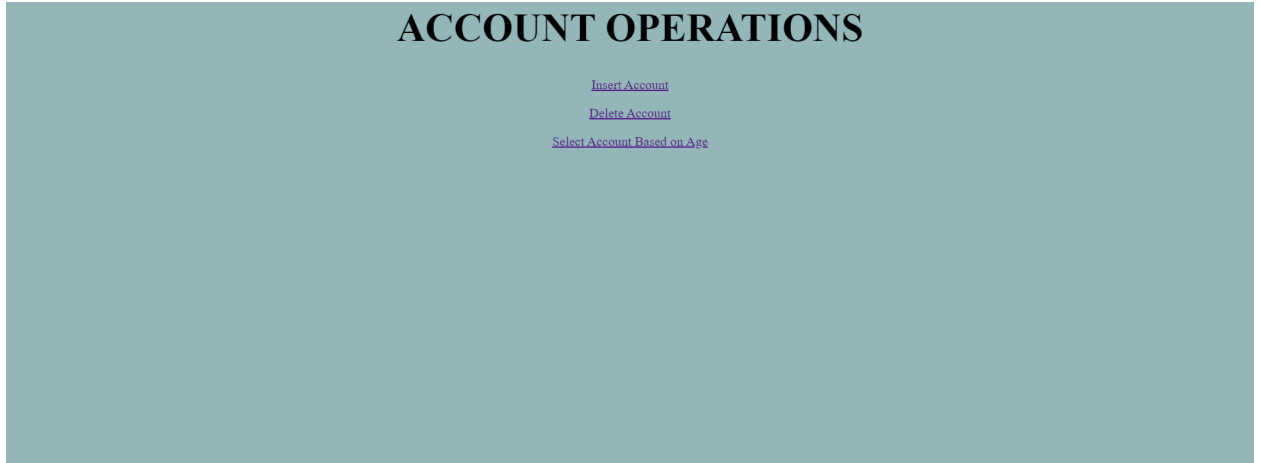 ACCOUNT OPERATIONS
Insert Account
Delete Account
Select Account Based on Age